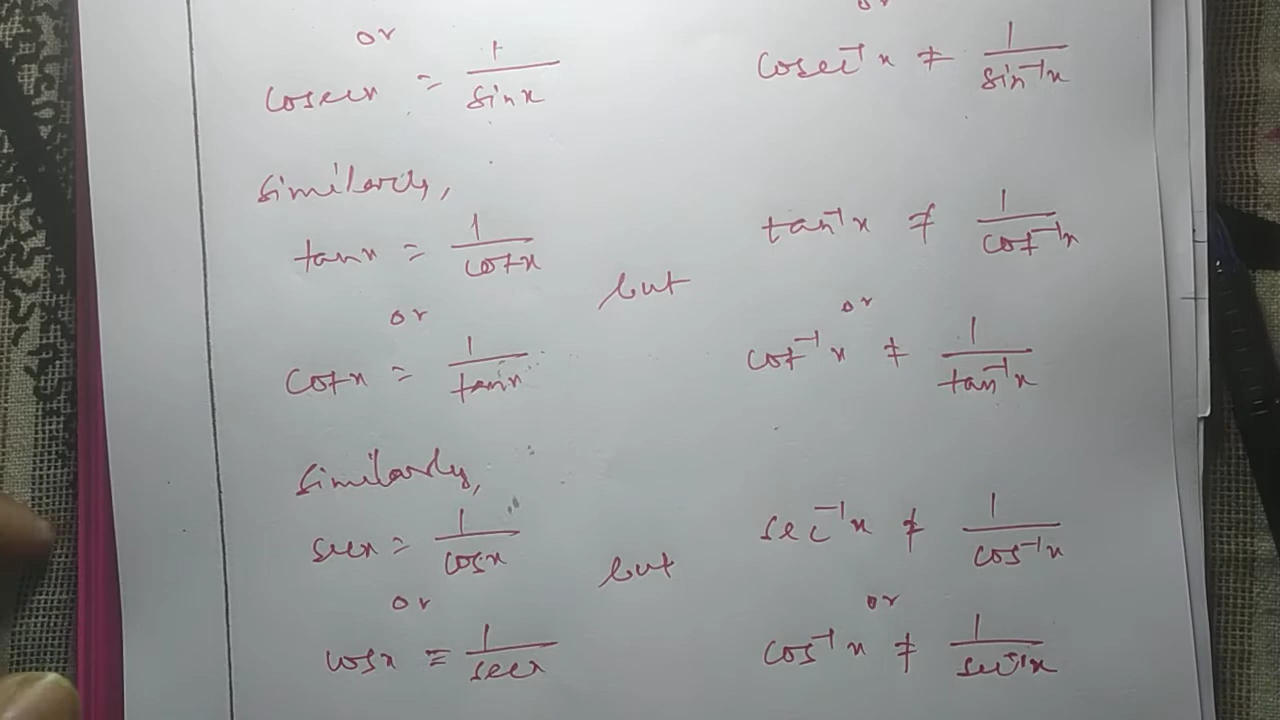 or or
cosecx = 1/sinx cosec⁻¹x ≠ 1/sin⁻¹x
similarly,
tanx = 1/cotx but tan⁻¹x ≠ 1/cot⁻¹x
or or
cotx = 1/tanx cot⁻¹x ≠ 1/tan⁻¹x
similarly,
secx = 1/cosx but sec⁻¹x ≠ 1/cos⁻¹x
or or
cosx = 1/secx cos⁻¹x ≠ 1/sec⁻¹x